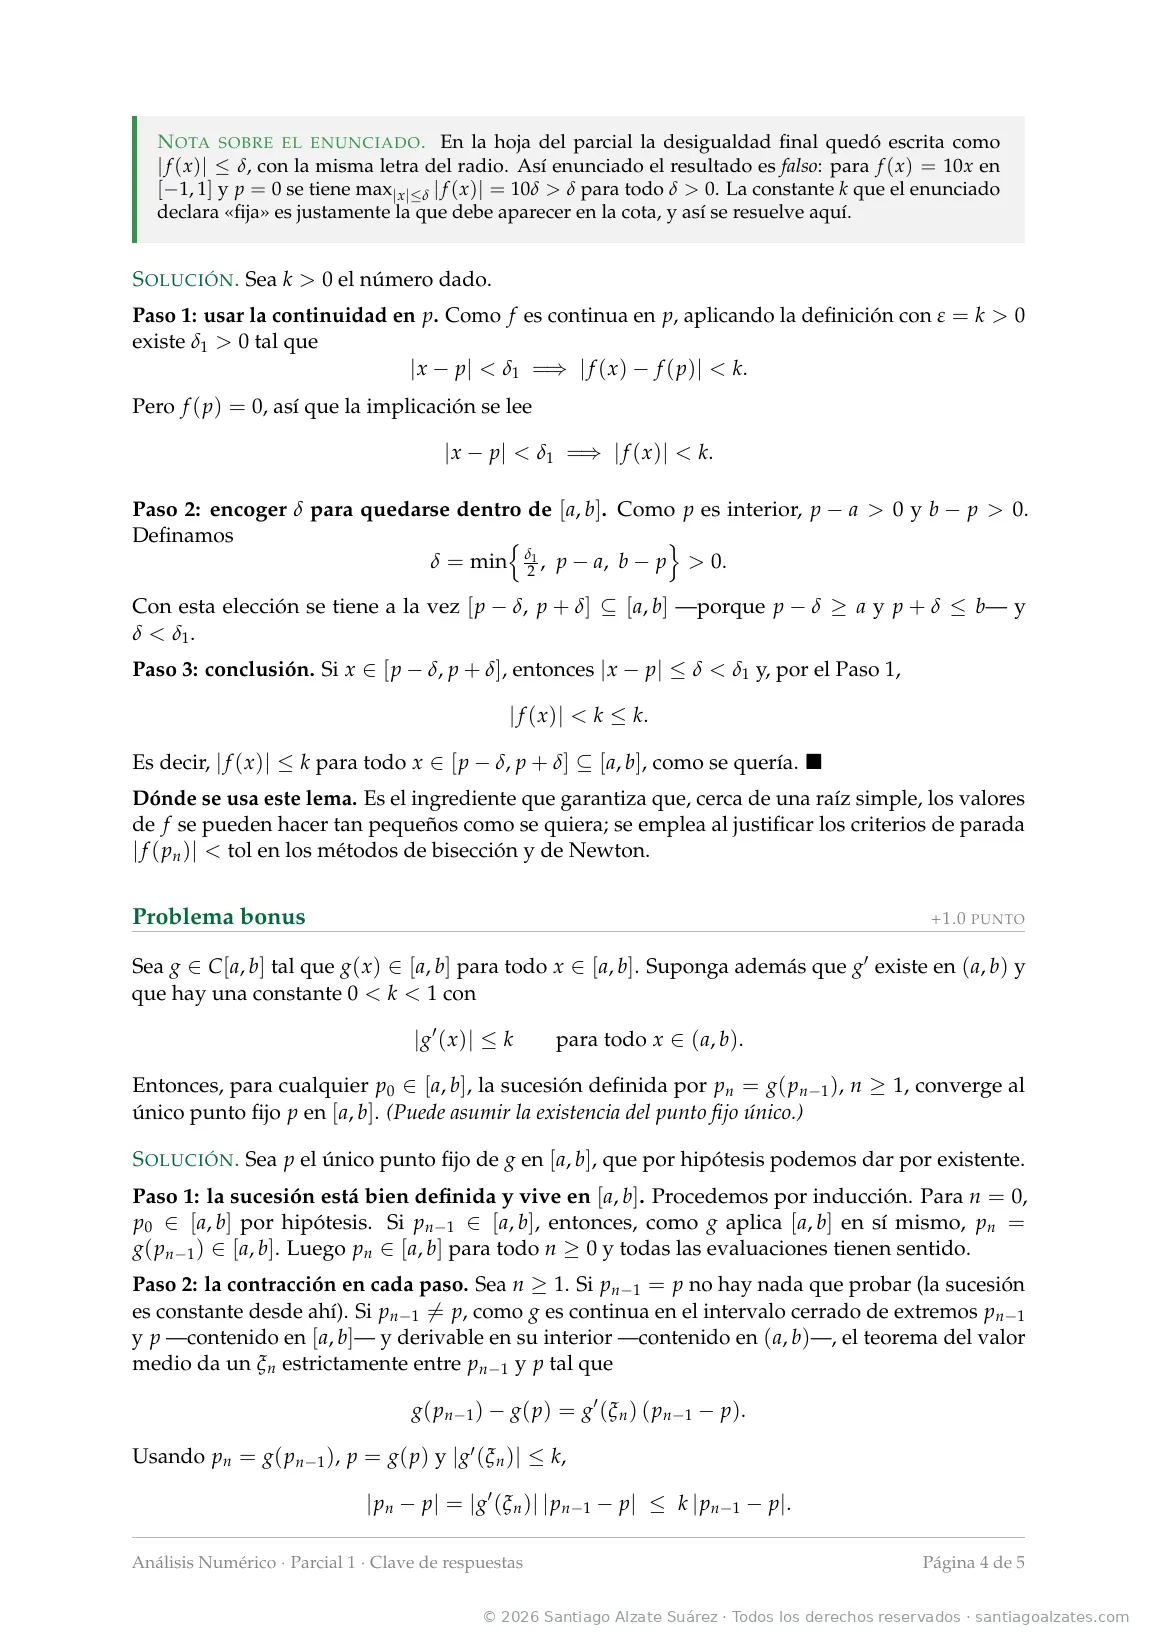 NOTA SOBRE EL ENUNCIADO. En la hoja del parcial la desigualdad final quedó escrita como
|f(x)| ≤ δ, con la misma letra del radio. Así enunciado el resultado es falso: para f(x) = 10x en
[−1, 1] y p = 0 se tiene max_{|x|≤δ} |f(x)| = 10δ > δ para todo δ > 0. La constante k que el enunciado
declara «fija» es justamente la que debe aparecer en la cota, y así se resuelve aquí.
SOLUCIÓN. Sea k > 0 el número dado.
Paso 1: usar la continuidad en p. Como f es continua en p, aplicando la definición con ε = k > 0
existe δ₁ > 0 tal que
|x − p| < δ₁ ⟹ |f(x) − f(p)| < k.
Pero f(p) = 0, así que la implicación se lee
|x − p| < δ₁ ⟹ |f(x)| < k.
Paso 2: encoger δ para quedarse dentro de [a, b]. Como p es interior, p − a > 0 y b − p > 0.
Definamos
δ = min{δ₁/2, p − a, b − p} > 0.
Con esta elección se tiene a la vez [p − δ, p + δ] ⊆ [a, b] —porque p − δ ≥ a y p + δ ≤ b— y
δ < δ₁.
Paso 3: conclusión. Si x ∈ [p − δ, p + δ], entonces |x − p| ≤ δ < δ₁ y, por el Paso 1,
|f(x)| < k ≤ k.
Es decir, |f(x)| ≤ k para todo x ∈ [p − δ, p + δ] ⊆ [a, b], como se quería. ■
Dónde se usa este lema. Es el ingrediente que garantiza que, cerca de una raíz simple, los valores
de f se pueden hacer tan pequeños como se quiera; se emplea al justificar los criterios de parada
|f(pₙ)| < tol en los métodos de bisección y de Newton.
Problema bonus +1.0 PUNTO
Sea g ∈ C[a, b] tal que g(x) ∈ [a, b] para todo x ∈ [a, b]. Suponga además que g′ existe en (a, b) y
que hay una constante 0 < k < 1 con
|g′(x)| ≤ k para todo x ∈ (a, b).
Entonces, para cualquier p₀ ∈ [a, b], la sucesión definida por pₙ = g(pₙ₋₁), n ≥ 1, converge al
único punto fijo p en [a, b]. (Puede asumir la existencia del punto fijo único.)
SOLUCIÓN. Sea p el único punto fijo de g en [a, b], que por hipótesis podemos dar por existente.
Paso 1: la sucesión está bien definida y vive en [a, b]. Procedemos por inducción. Para n = 0,
p₀ ∈ [a, b] por hipótesis. Si pₙ₋₁ ∈ [a, b], entonces, como g aplica [a, b] en sí mismo, pₙ =
g(pₙ₋₁) ∈ [a, b]. Luego pₙ ∈ [a, b] para todo n ≥ 0 y todas las evaluaciones tienen sentido.
Paso 2: la contracción en cada paso. Sea n ≥ 1. Si pₙ₋₁ = p no hay nada que probar (la sucesión
es constante desde ahí). Si pₙ₋₁ ≠ p, como g es continua en el intervalo cerrado de extremos pₙ₋₁
y p —contenido en [a, b]— y derivable en su interior —contenido en (a, b)—, el teorema del valor
medio da un ξₙ estrictamente entre pₙ₋₁ y p tal que
g(pₙ₋₁) − g(p) = g′(ξₙ) (pₙ₋₁ − p).
Usando pₙ = g(pₙ₋₁), p = g(p) y |g′(ξₙ)| ≤ k,
|pₙ − p| = |g′(ξₙ)| |pₙ₋₁ − p| ≤ k |pₙ₋₁ − p|.
Análisis Numérico · Parcial 1 · Clave de respuestas Página 4 de 5
© 2026 Santiago Alzate Suárez · Todos los derechos reservados · santiagoalzates.com